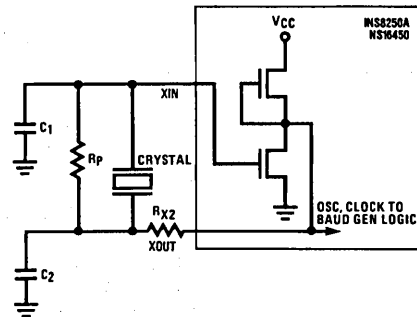 VCC
INS8250A
NS16450
XIN
C1
RP
CRYSTAL
RX2
XOUT
OSC, CLOCK TO
BAUD GEN LOGIC
C2